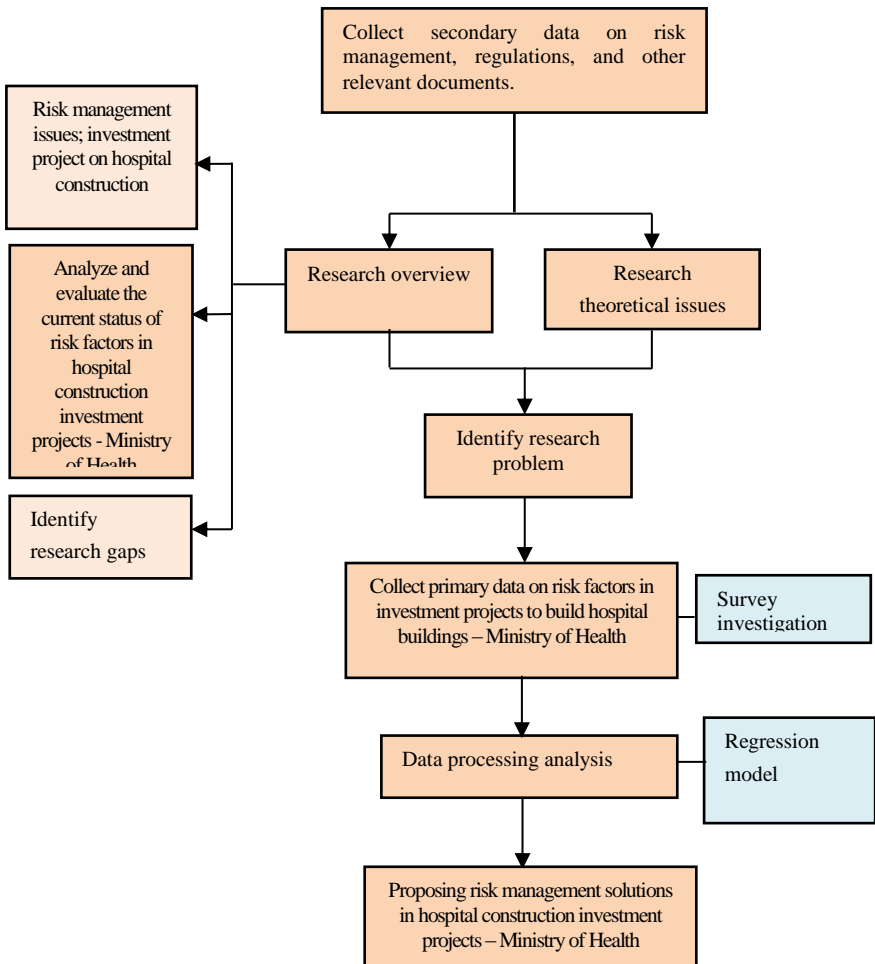 Collect secondary data on risk
management, regulations, and other
relevant documents.
Risk management
issues; investment
project on hospital
construction
Analyze and
evaluate the
current status of
risk factors in
hospital
construction
investment
projects - Ministry
of Health
Identify
research gaps
Research overview
Research
theoretical issues
Identify research
problem
Collect primary data on risk factors in
investment projects to build hospital
buildings – Ministry of Health
Survey
investigation
Data processing analysis
Regression
model
Proposing risk management solutions
in hospital construction investment
projects – Ministry of Health